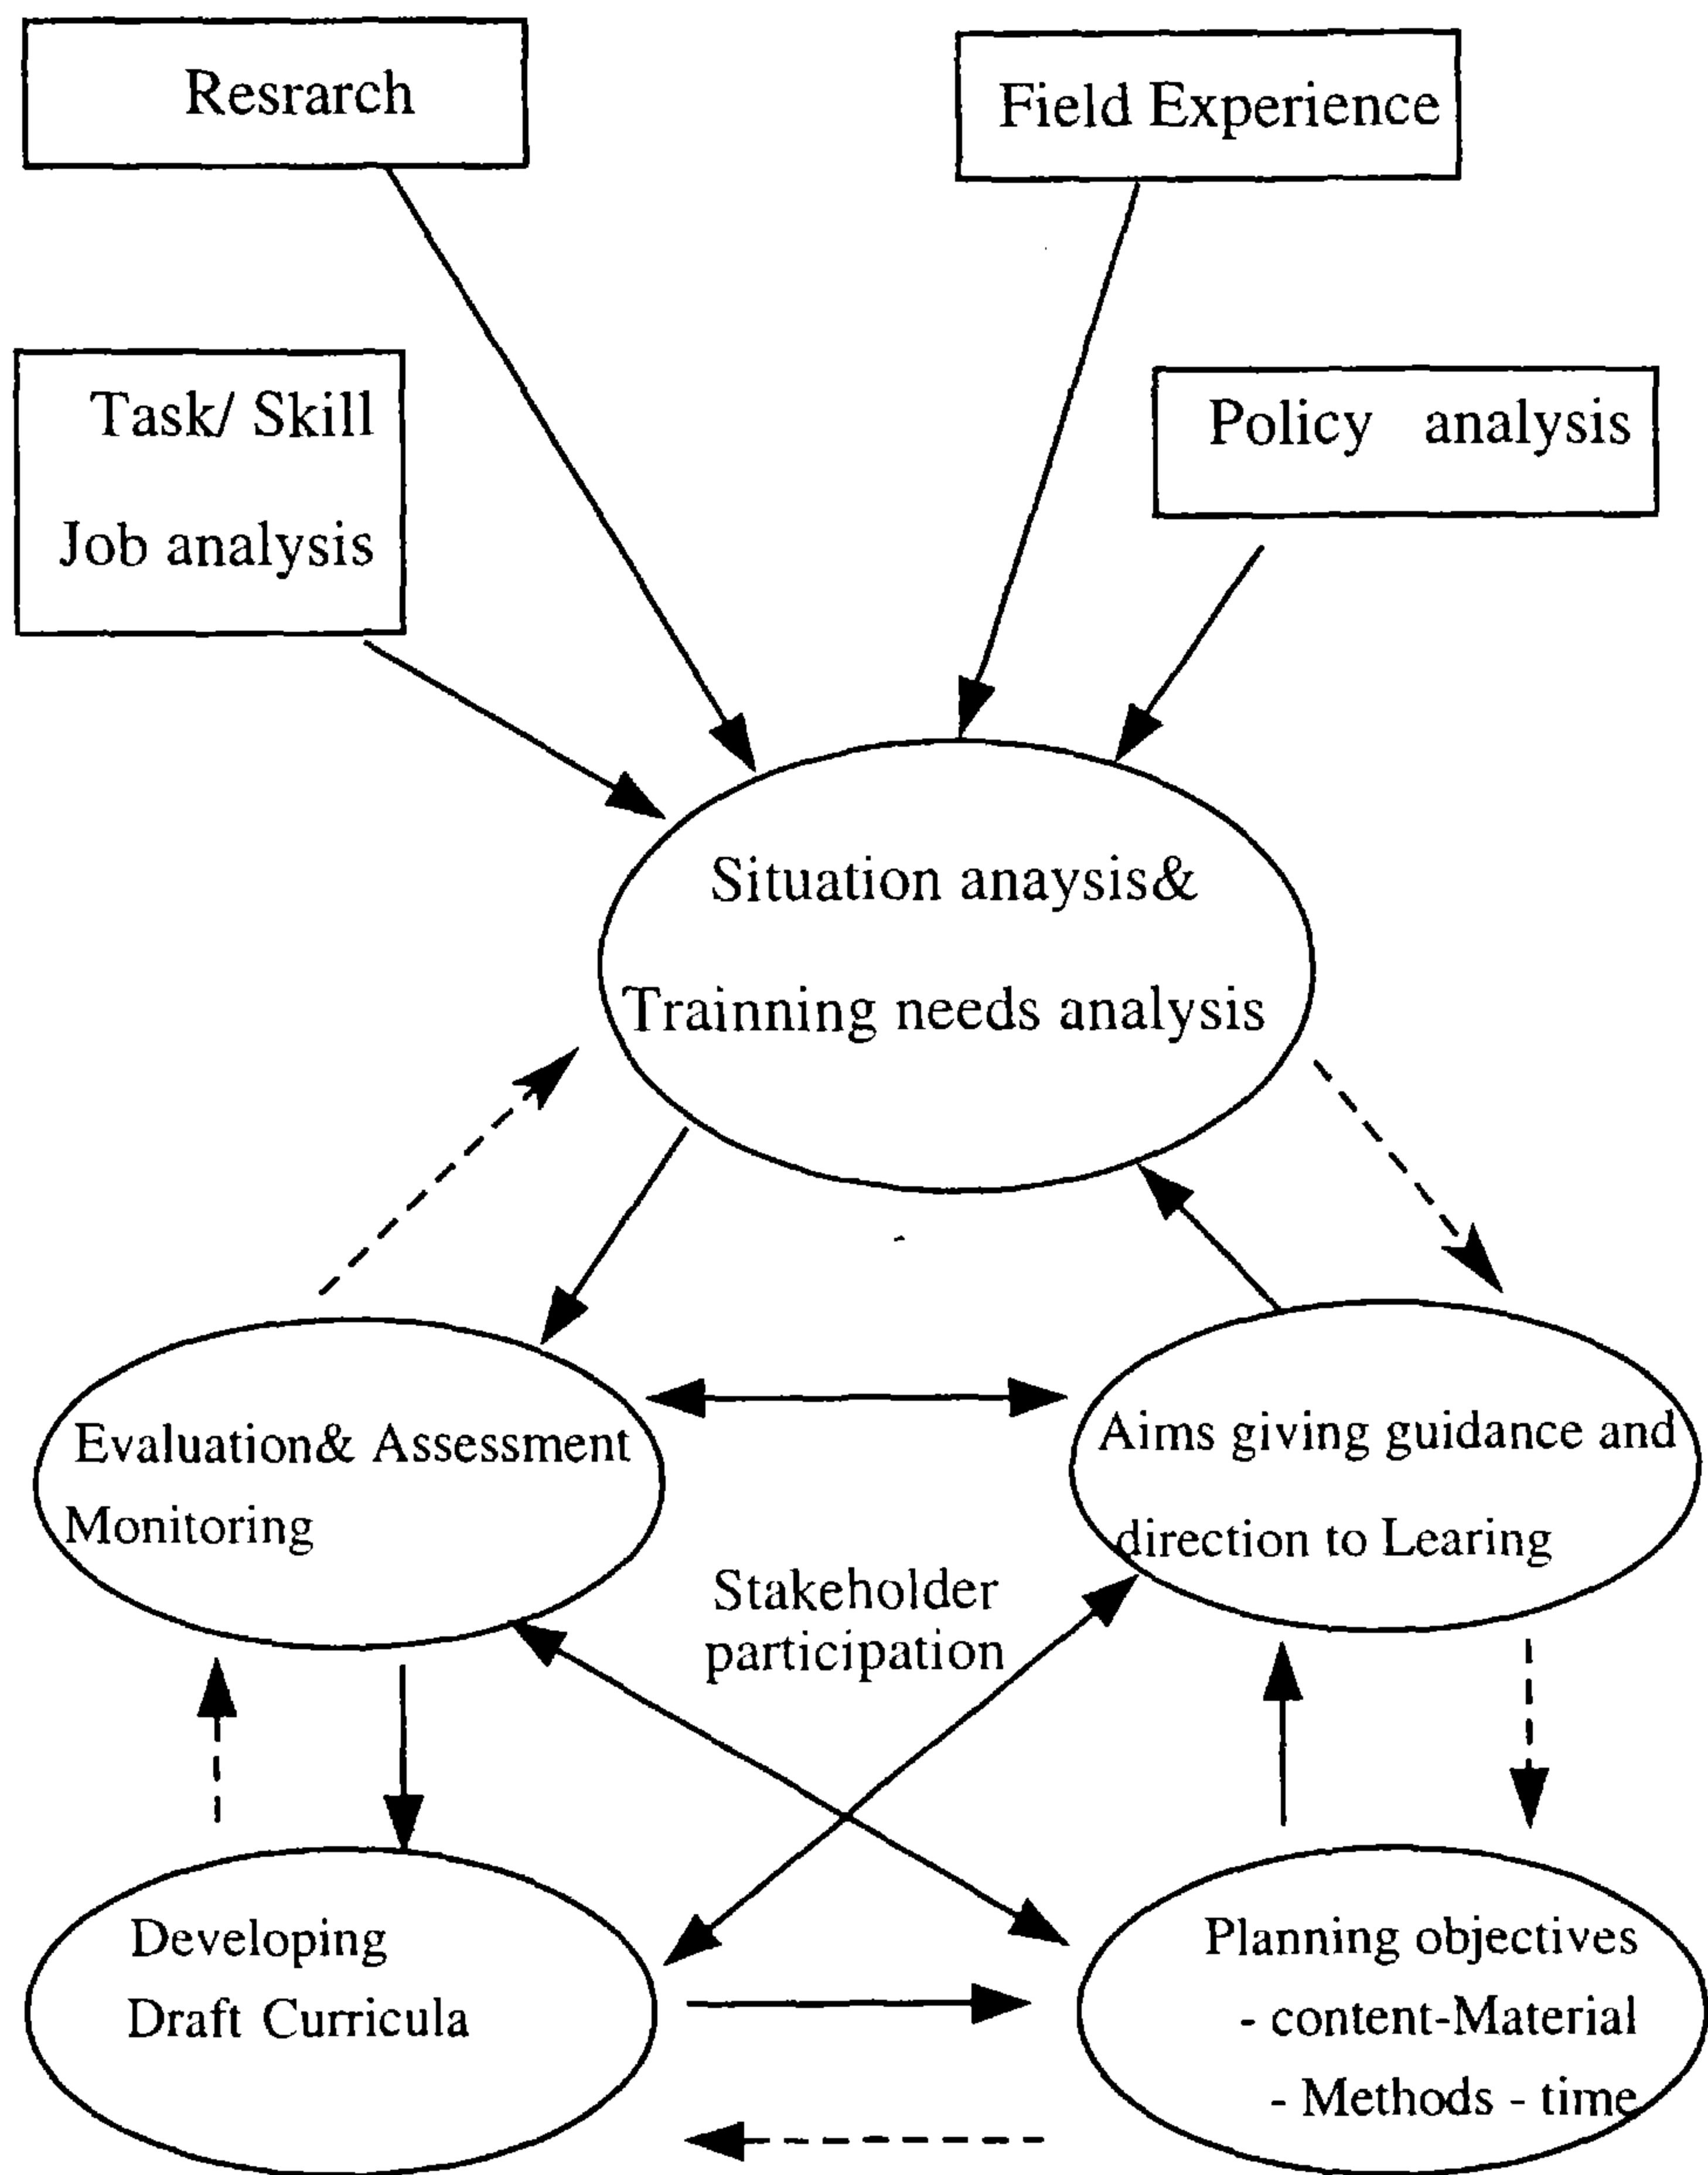 Resrarch
Field Experience
Task/ Skill
Job analysis
Policy analysis
Situation anaysis&
Trainning needs analysis
Evaluation& Assessment
Monitoring
Aims giving guidance and
direction to Learing
Stakeholder
participation
Developing
Draft Curricula
Planning objectives
- content-Material
- Methods - time